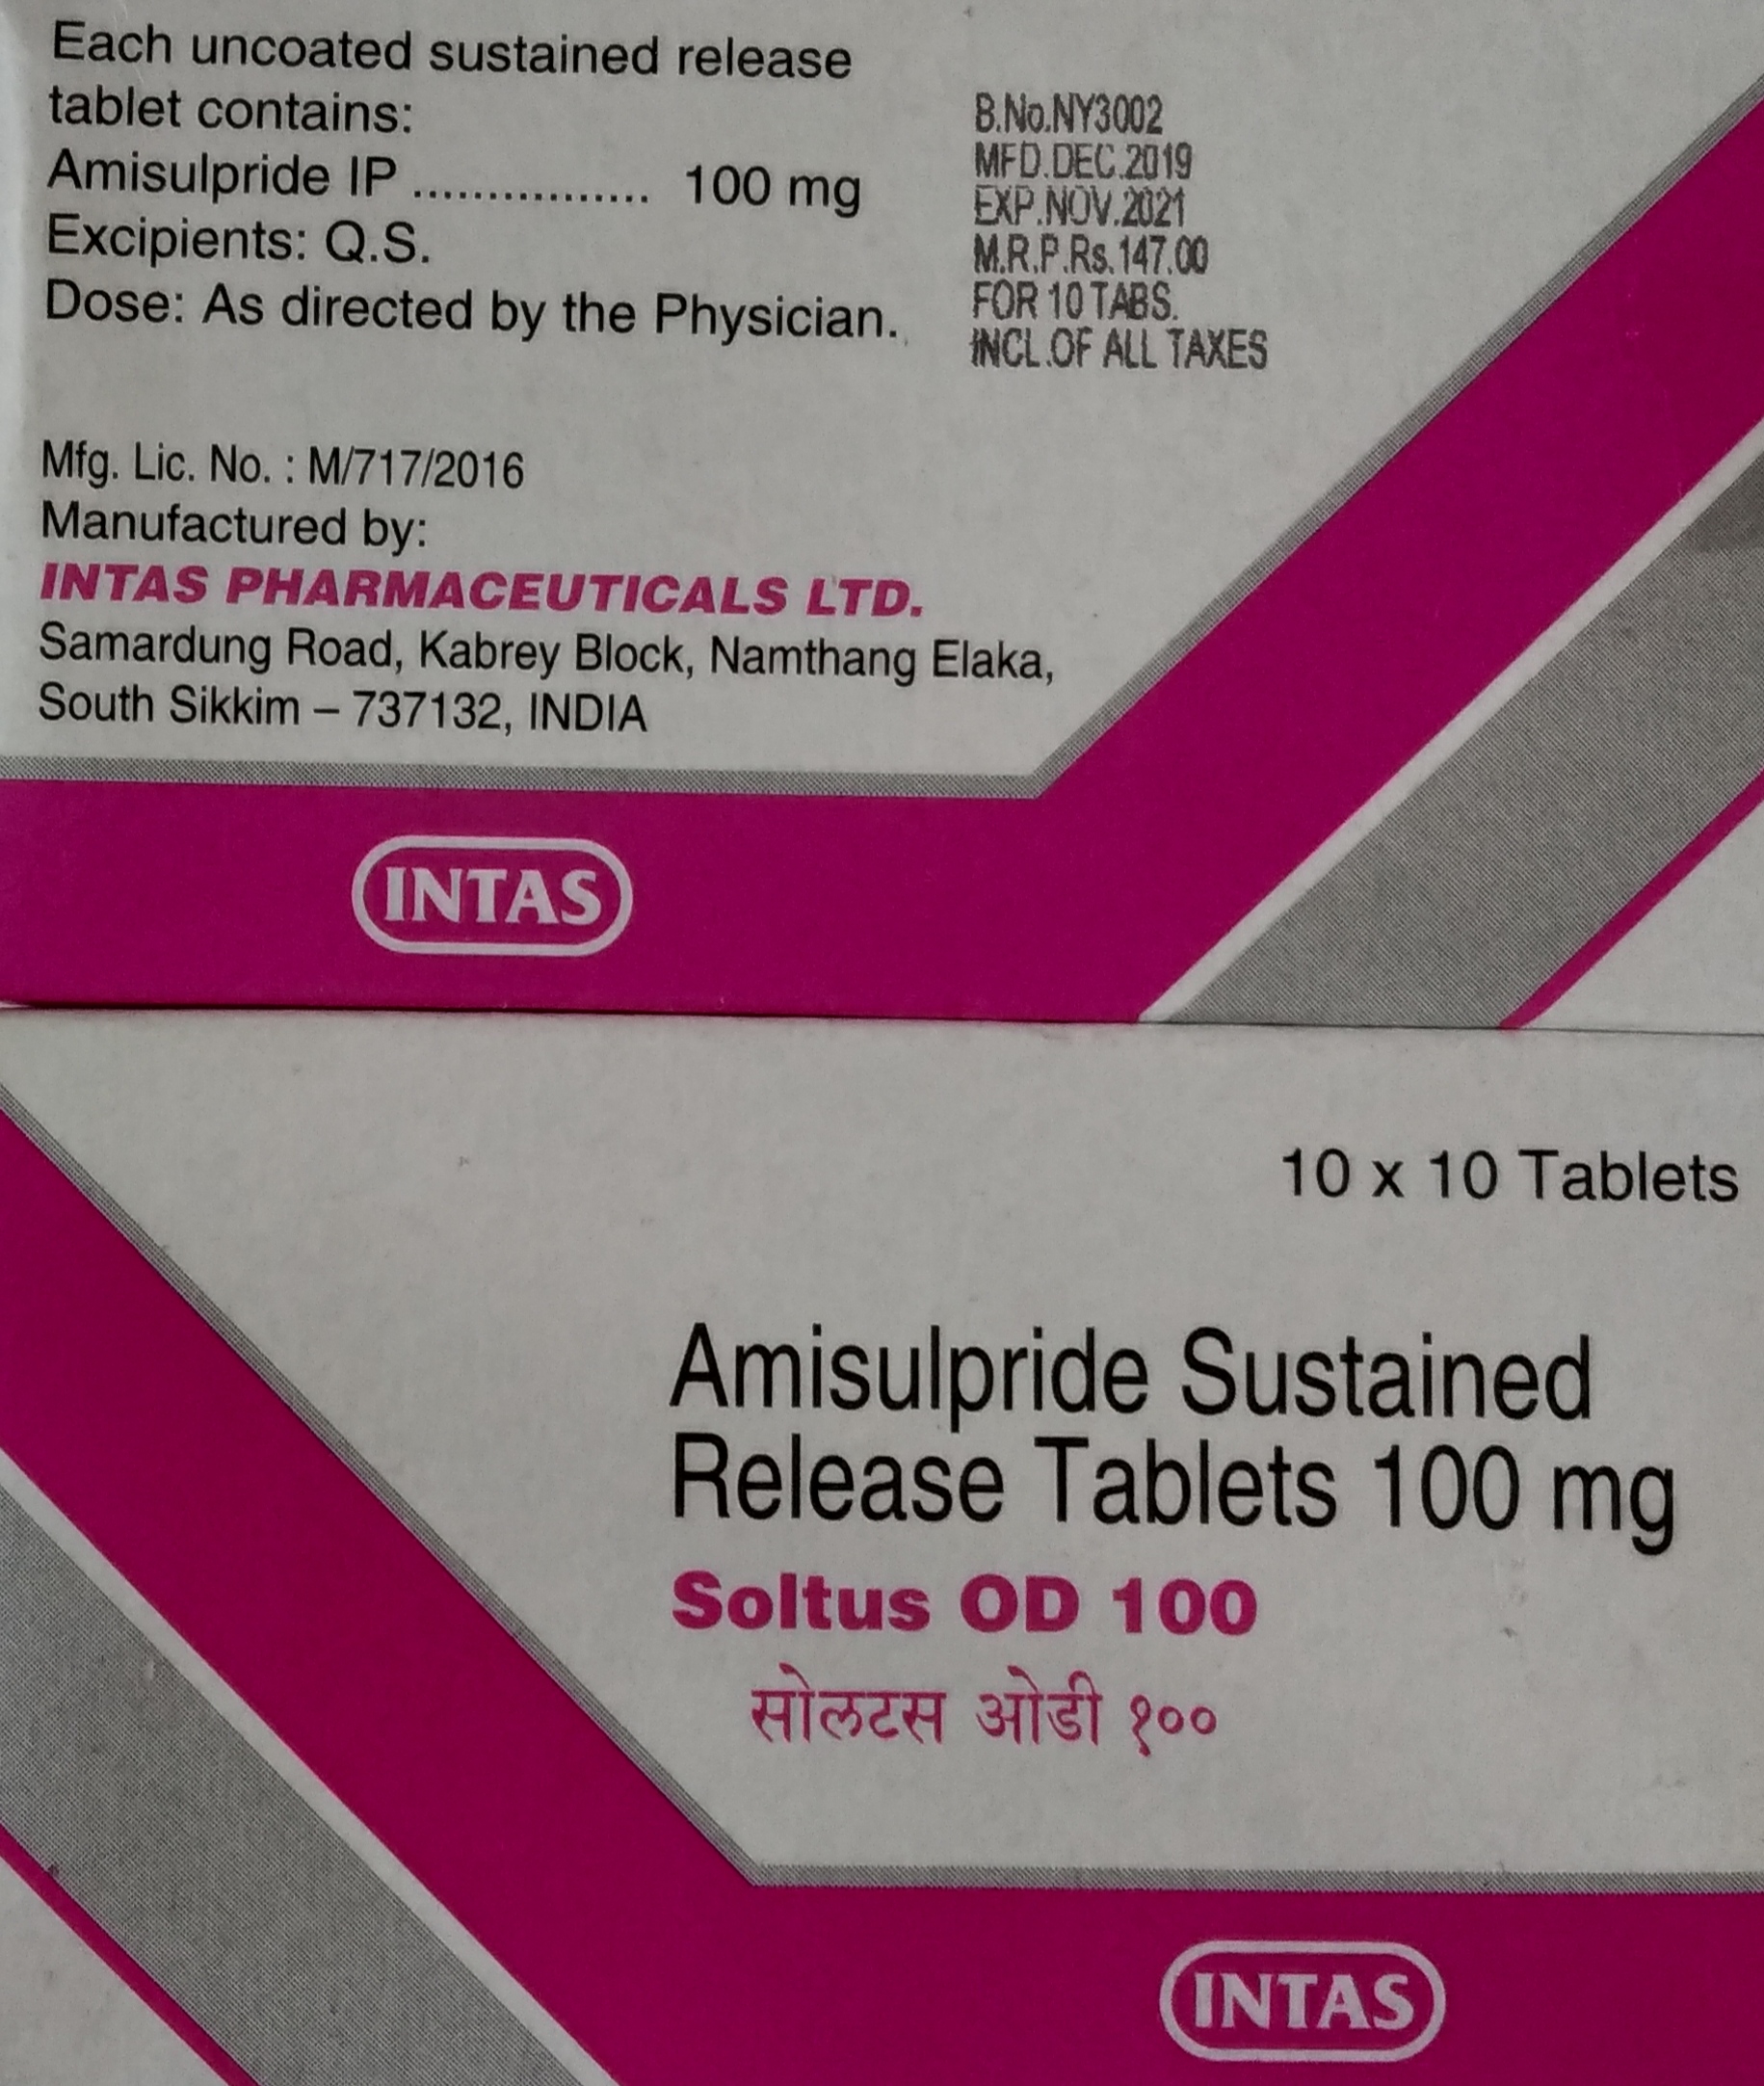 Each uncoated sustained release
tablet contains:
Amisulpride IP ................ 100 mg
Excipients: Q.S.
Dose: As directed by the Physician.
B.No.NY3002
MFD.DEC.2019
EXP.NOV.2021
M.R.P.Rs.147.00
FOR 10 TABS.
INCL.OF ALL TAXES
Mfg. Lic. No. : M/717/2016
Manufactured by:
INTAS PHARMACEUTICALS LTD.
Samardung Road, Kabrey Block, Namthang Elaka,
South Sikkim – 737132, INDIA
INTAS
10 x 10 Tablets
Amisulpride Sustained
Release Tablets 100 mg
Soltus OD 100
सोलटस ओडी १००
INTAS